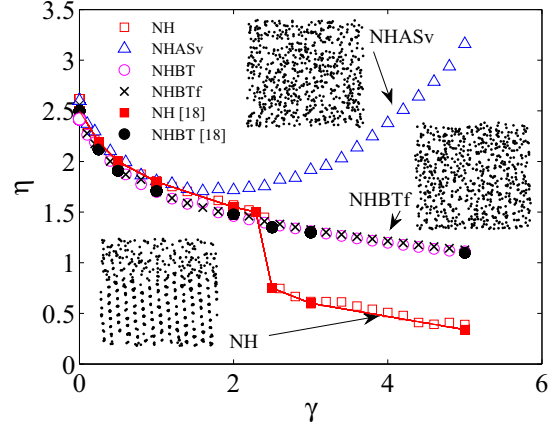 3.5
3
2.5
2
1.5
1
0.5
0
η
0
2
4
6
γ
NH
NHASv
NHBT
NHBTf
NH [18]
NHBT [18]
NHASv
NHBTf
NH